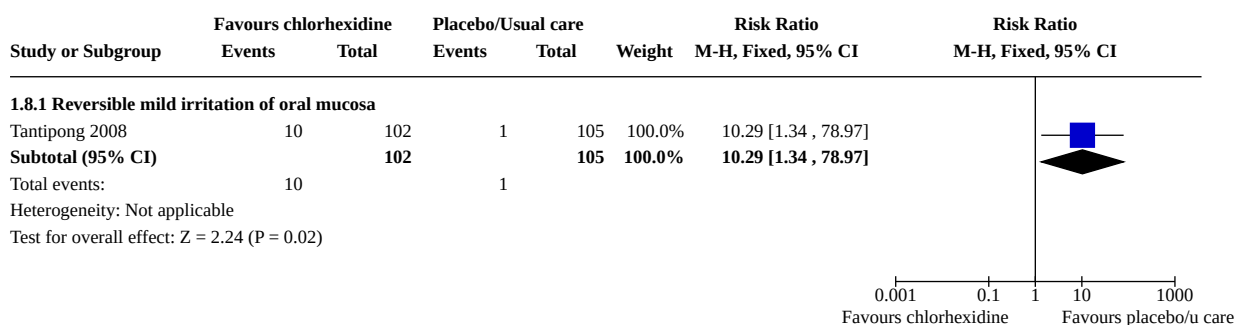 Favours chlorhexidine Placebo/Usual care Risk Ratio Risk Ratio
Study or Subgroup Events Total Events Total Weight M-H, Fixed, 95% CI M-H, Fixed, 95% CI
1.8.1 Reversible mild irritation of oral mucosa
Tantipong 2008 10 102 1 105 100.0% 10.29 [1.34 , 78.97]
Subtotal (95% CI) 102 105 100.0% 10.29 [1.34 , 78.97]
Total events: 10 1
Heterogeneity: Not applicable
Test for overall effect: Z = 2.24 (P = 0.02)
0.001 0.1 1 10 1000
Favours chlorhexidine Favours placebo/u care